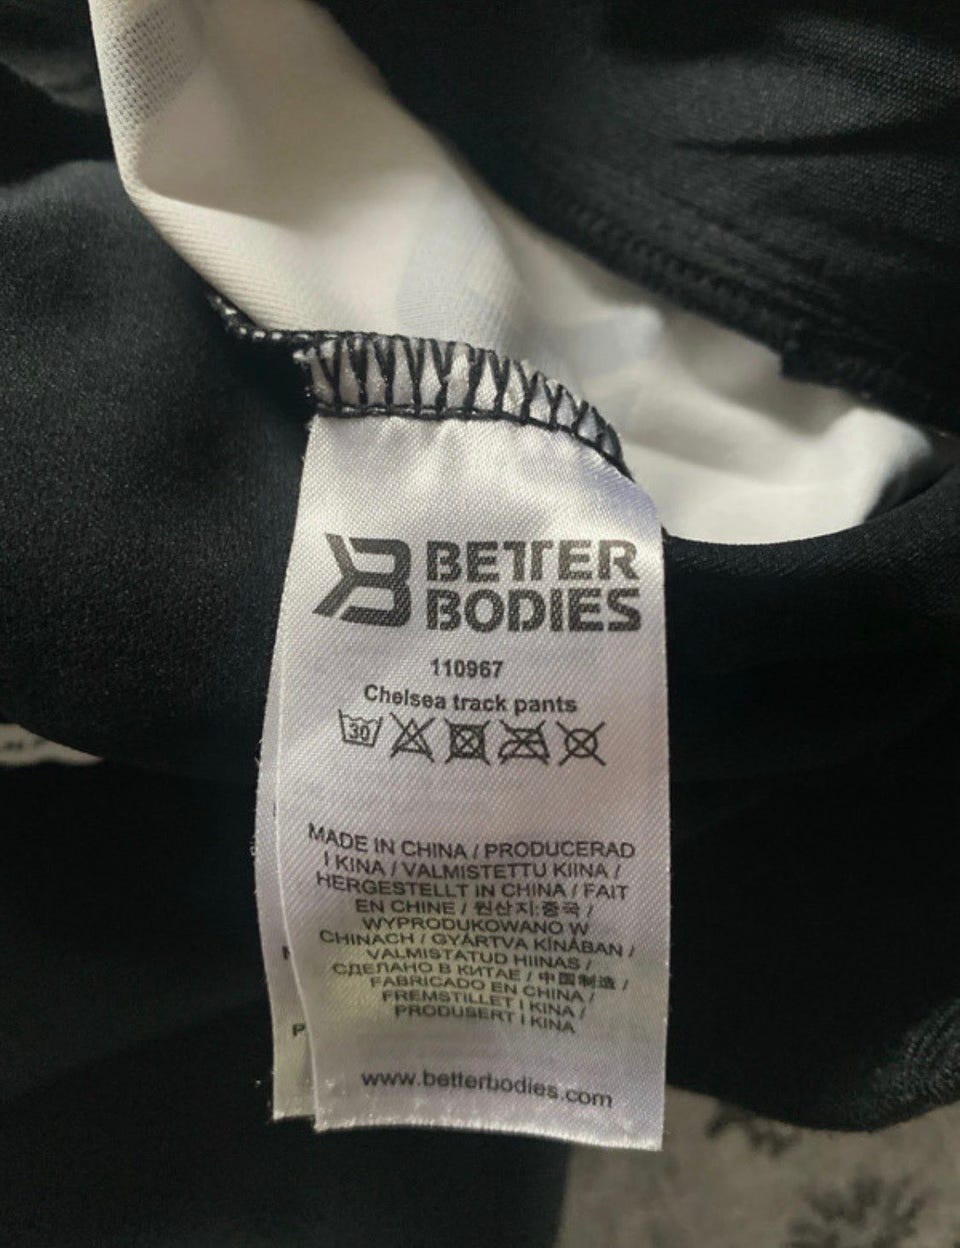 BETTER
BODIES
110967
Chelsea track pants
30
MADE IN CHINA / PRODUCERAD
I KINA / VALMISTETTU KIINA /
HERGESTELLT IN CHINA / FAIT
EN CHINE / 원산지:중국 /
WYPRODUKOWANO W
CHINACH / GYÁRTVA KÍNÁBAN /
VALMISTATUD HIINAS /
СДЕЛАНО В КИТАЕ / 中国制造 /
FABRICADO EN CHINA /
FREMSTILLET I KINA /
PRODUSERT I KINA
www.betterbodies.com